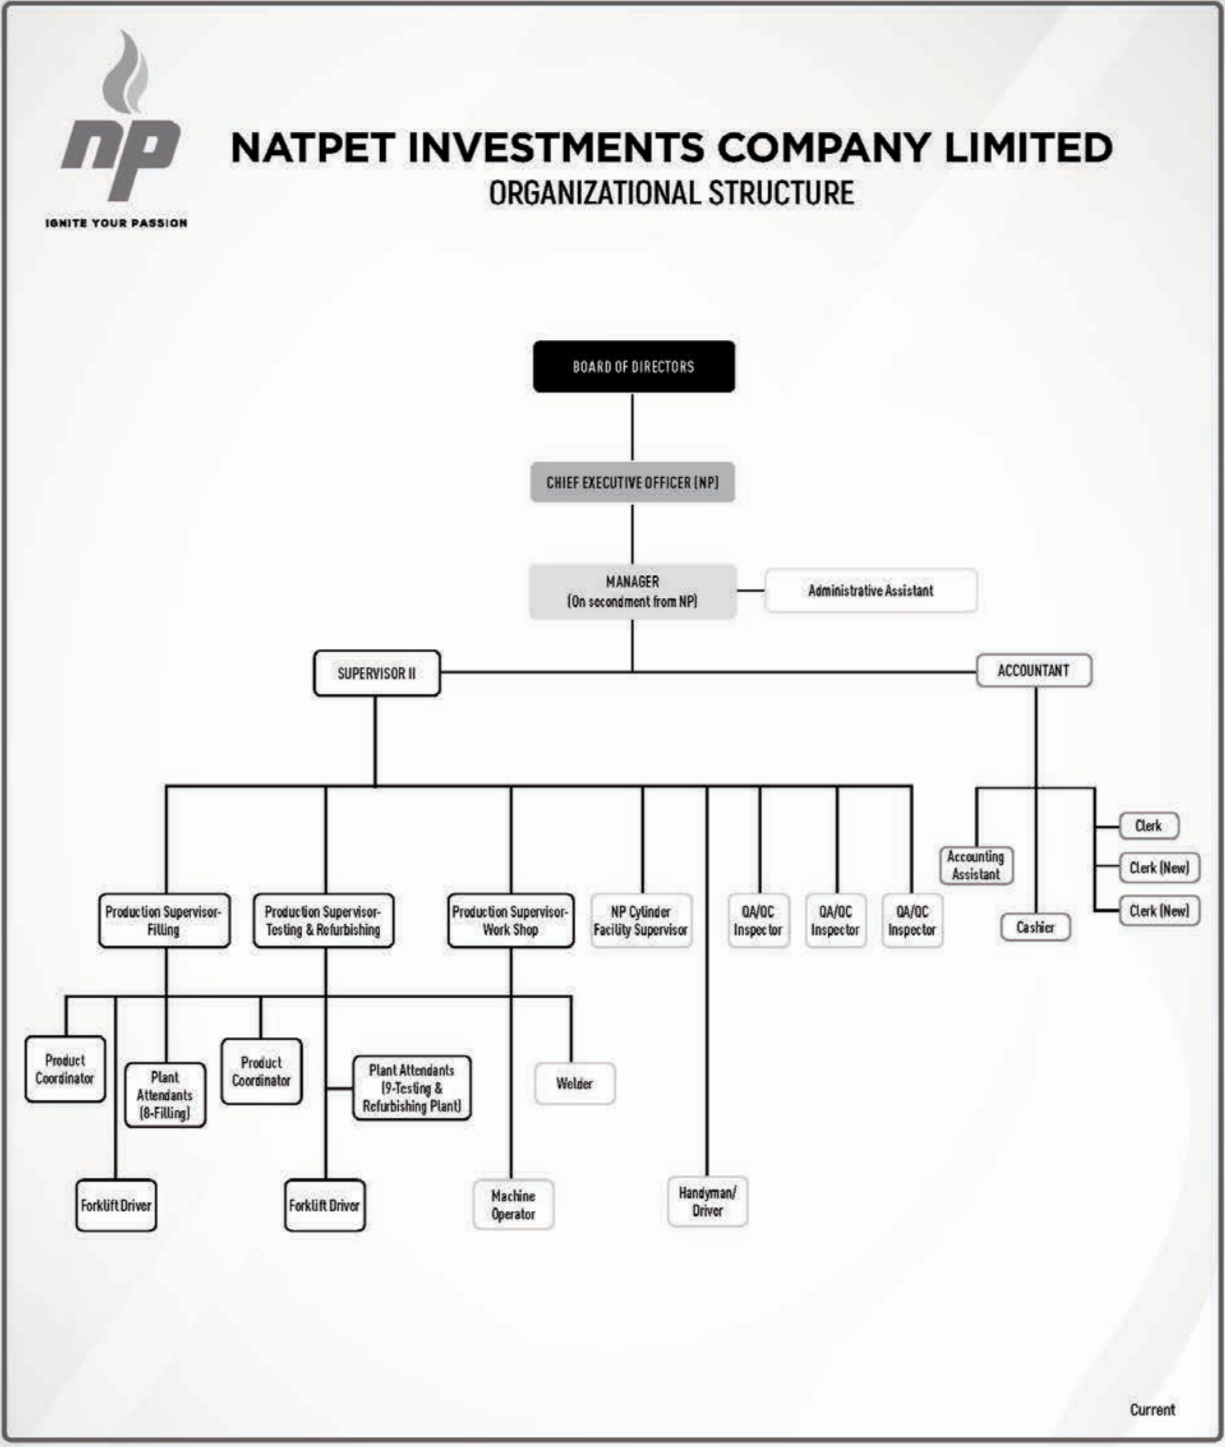 np
IGNITE YOUR PASSION
NATPET INVESTMENTS COMPANY LIMITED
ORGANIZATIONAL STRUCTURE
BOARD OF DIRECTORS
CHIEF EXECUTIVE OFFICER (NP)
MANAGER
(On secondment from NP)
Administrative Assistant
SUPERVISOR II
ACCOUNTANT
Clerk
Accounting
Assistant
Clerk (New)
Clerk (New)
Cashier
Production Supervisor-
Filling
Production Supervisor-
Testing & Refurbishing
Production Supervisor-
Work Shop
NP Cylinder
Facility Supervisor
QA/QC
Inspector
QA/QC
Inspector
QA/QC
Inspector
Product
Coordinator
Plant
Attendants
(8-Filling)
Product
Coordinator
Plant Attendants
(9-Testing &
Refurbishing Plant)
Welder
Forklift Driver
Forklift Driver
Machine
Operator
Handyman/
Driver
Current